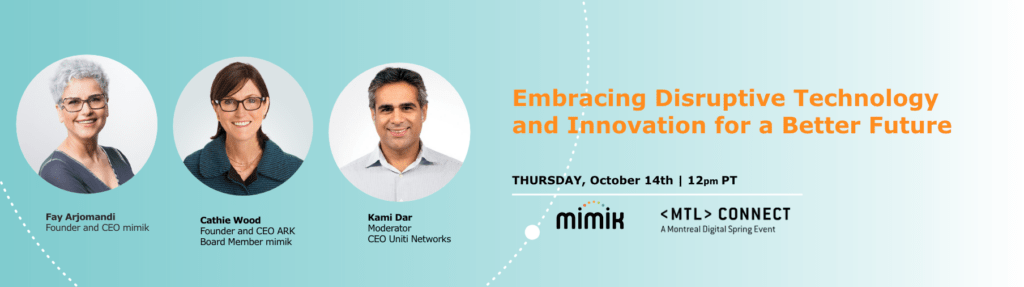 Embracing Disruptive Technology
and Innovation for a Better Future
THURSDAY, October 14th | 12pm PT
mimik
<MTL> CONNECT
A Montreal Digital Spring Event
Fay Arjomandi
Founder and CEO mimik
Cathie Wood
Founder and CEO ARK
Board Member mimik
Kami Dar
Moderator
CEO Uniti Networks